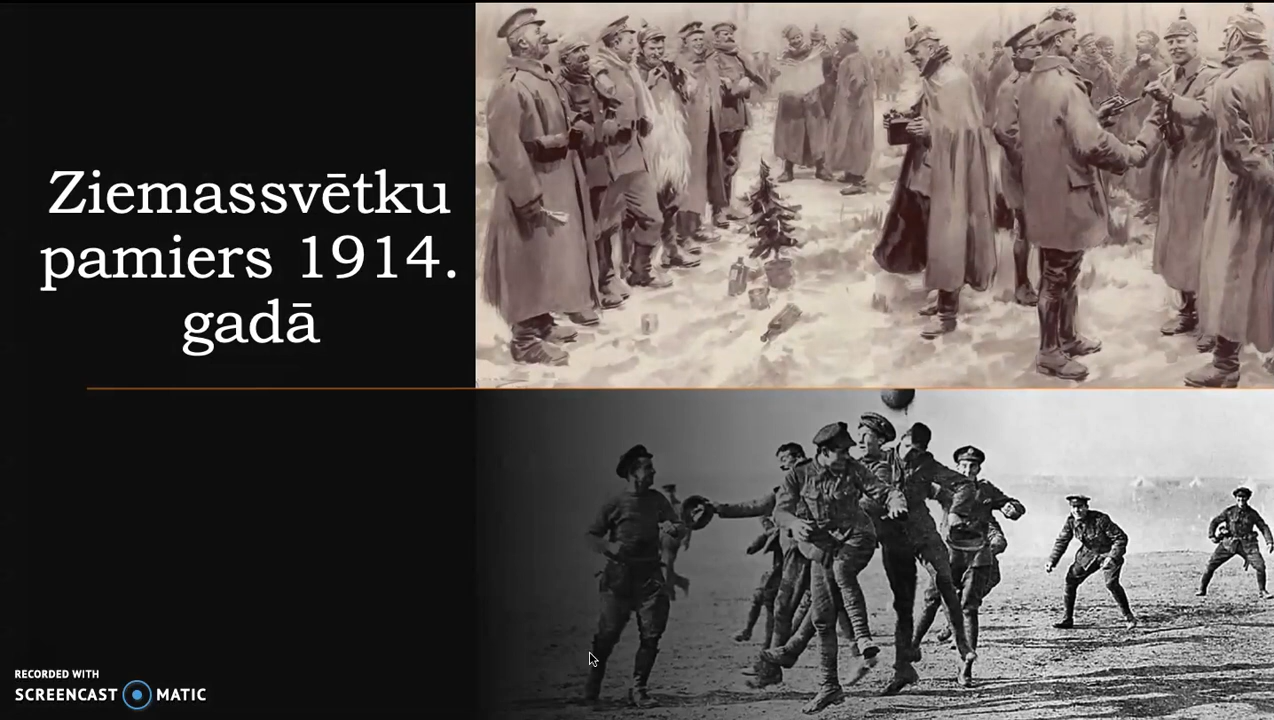 Ziemassvētku
pamiers 1914.
gadā
RECORDED WITH
SCREENCAST MATIC